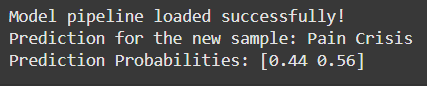 Model pipeline loaded successfully!
Prediction for the new sample: Pain Crisis
Prediction Probabilities: [0.44 0.56]